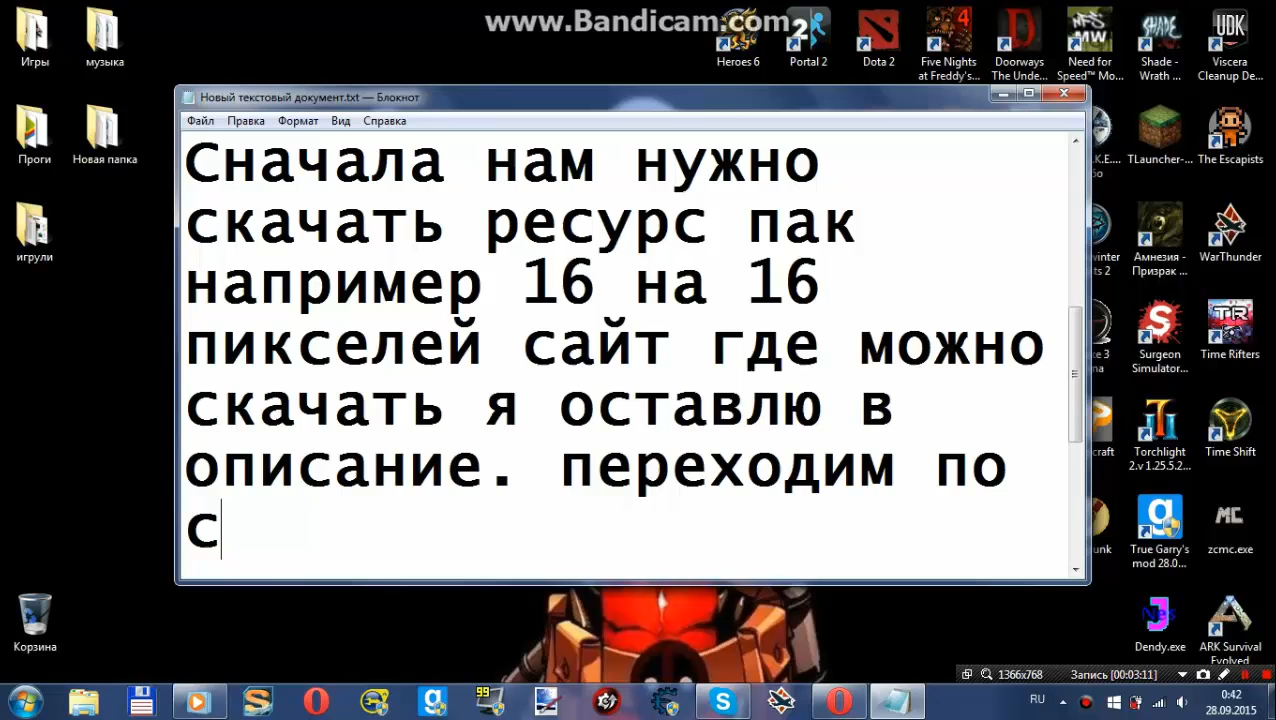 www.Bandicam.com
Игры
музыка
Heroes 6
Portal 2
Dota 2
Five Nights at Freddy's...
Doorways The Unde...
Need for Speed™ Mo...
Shade - Wrath ...
Viscera Cleanup De...
Новый текстовый документ.txt — Блокнот
Файл Правка Формат Вид Справка
Сначала нам нужно
скачать ресурс пак
например 16 на 16
пикселей сайт где можно
скачать я оставлю в
описание. переходим по
с
Проги
Новая папка
игрули
TLauncher-...
The Escapists
Амнезия - Призрак ...
WarThunder
Surgeon Simulator...
Time Rifters
Torchlight 2.v 1.25.5.2...
Time Shift
True Garry's mod 28.0...
MC
zcmc.exe
Корзина
Nes
Dendy.exe
ARK Survival Evolved
1366x768 Запись [00:03:11]
99
RU
0:42
28.09.2015